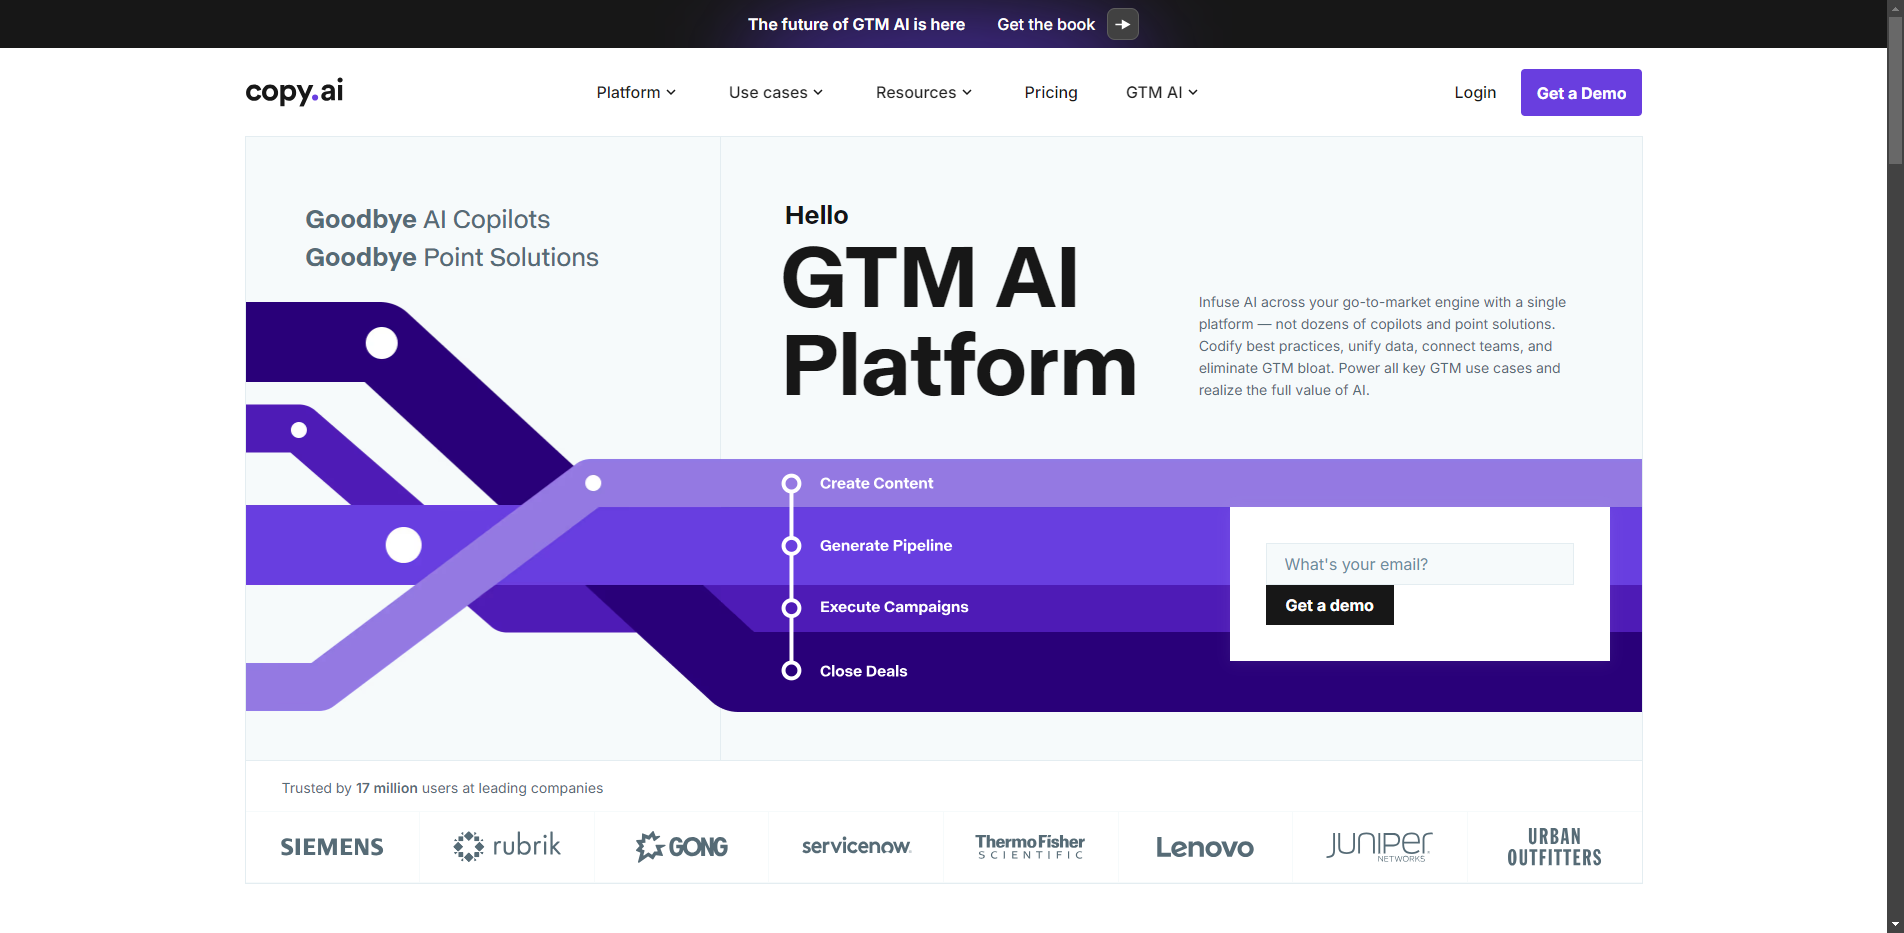 The future of GTM AI is here Get the book
copy.ai
Platform Use cases Resources Pricing GTM AI
Login Get a Demo
Goodbye AI Copilots
Goodbye Point Solutions
Hello
GTM AI
Platform
Infuse AI across your go-to-market engine with a single
platform — not dozens of copilots and point solutions.
Codify best practices, unify data, connect teams, and
eliminate GTM bloat. Power all key GTM use cases and
realize the full value of AI.
Create Content
Generate Pipeline
Execute Campaigns
Close Deals
What's your email?
Get a demo
Trusted by 17 million users at leading companies
SIEMENS
rubrik
GONG
servicenow
ThermoFisher
SCIENTIFIC
Lenovo
JUNIPER
NETWORKS
URBAN
OUTFITTERS